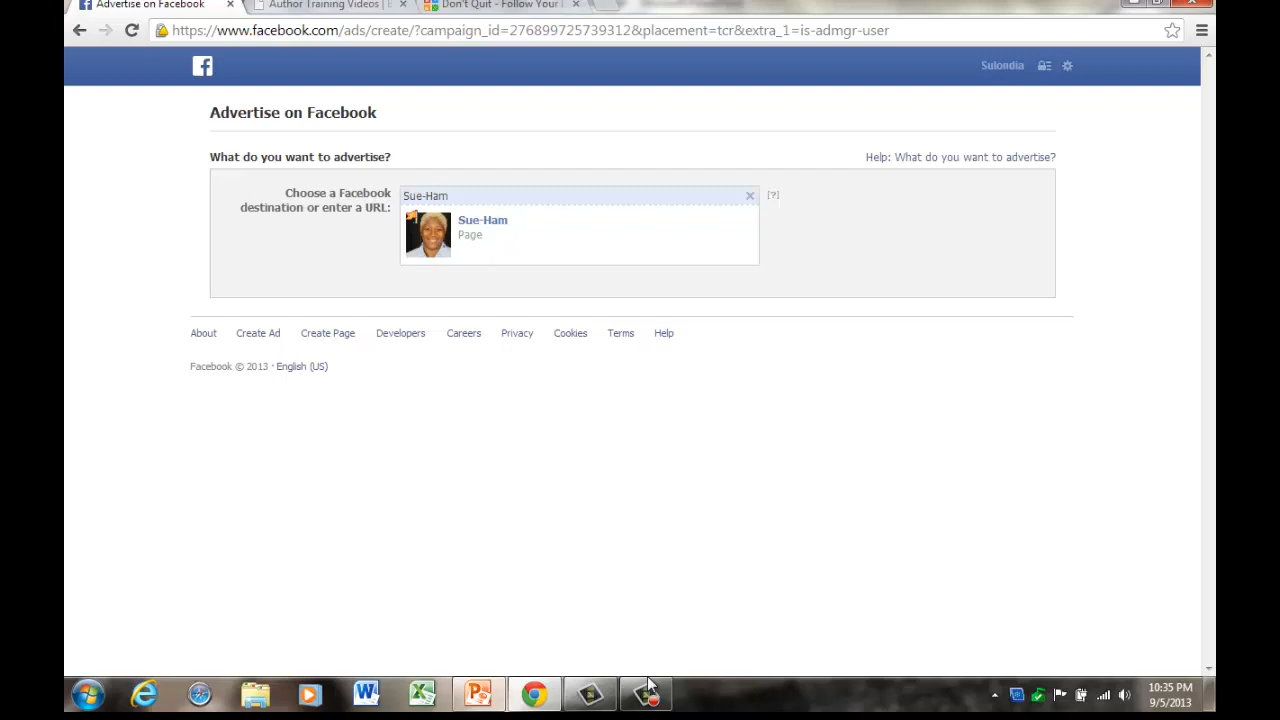 Advertise on Facebook
Author Training Videos |
Don't Quit - Follow Your
https://www.facebook.com/ads/create/?campaign_id=276899725739312&placement=tcr&extra_1=is-admgr-user
Sulondia
Advertise on Facebook
What do you want to advertise?
Help: What do you want to advertise?
Choose a Facebook
destination or enter a URL:
Sue-Ham
[?]
Sue-Ham
Page
About Create Ad Create Page Developers Careers Privacy Cookies Terms Help
Facebook © 2013 · English (US)
10:35 PM
9/5/2013